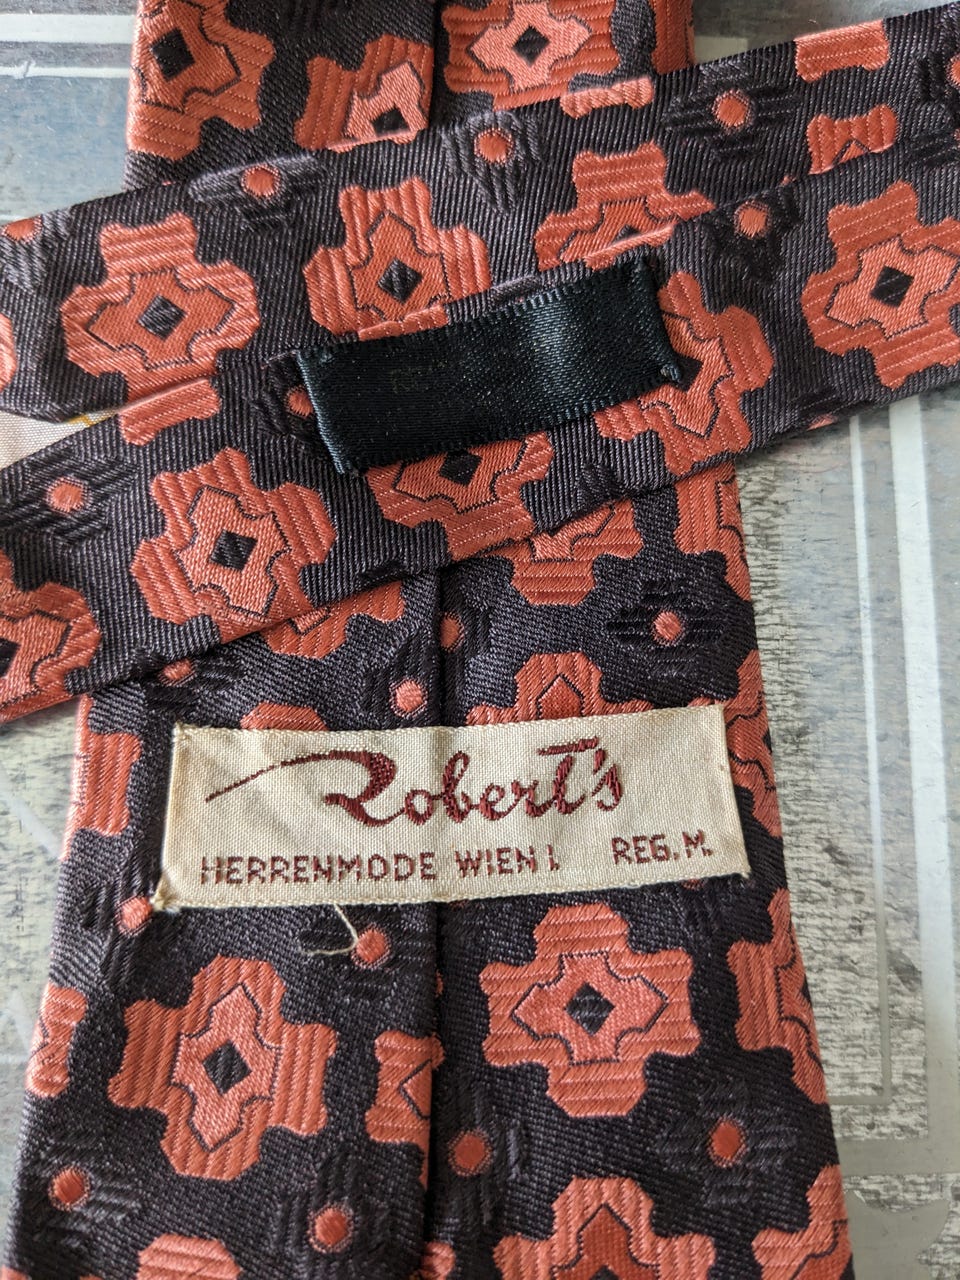 Robert's
HERRENMODE WIEN I. REG. M.